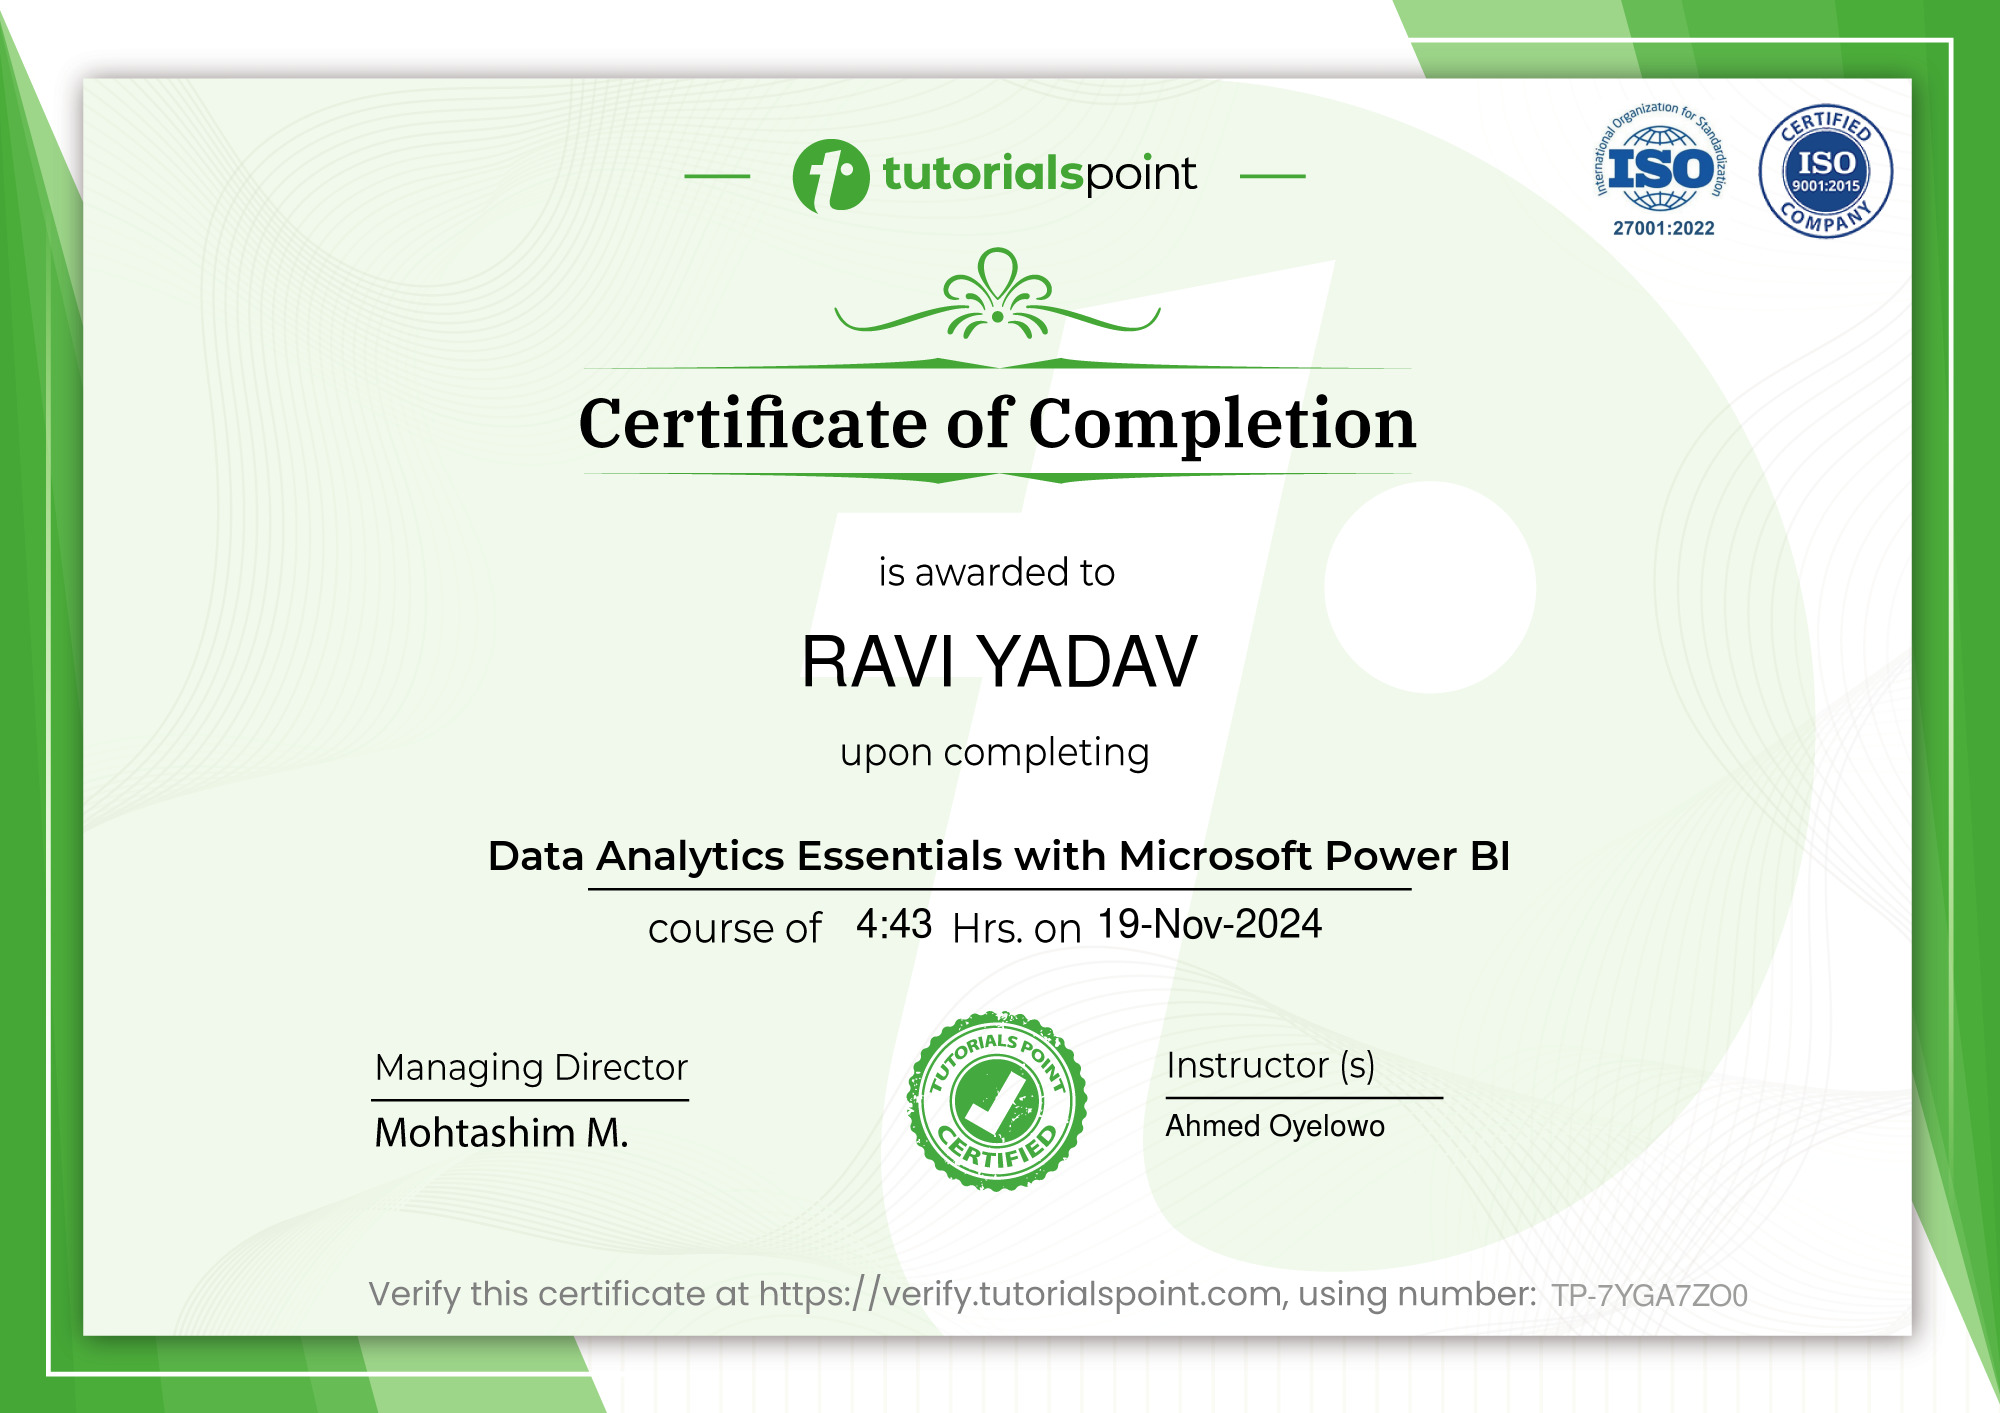 tutorialspoint
International Organization for Standardization
ISO
27001:2022
CERTIFIED
ISO
9001:2015
COMPANY
Certificate of Completion
is awarded to
RAVI YADAV
upon completing
Data Analytics Essentials with Microsoft Power BI
course of 4:43 Hrs. on 19-Nov-2024
Managing Director
Mohtashim M.
TUTORIALS POINT
CERTIFIED
Instructor (s)
Ahmed Oyelowo
Verify this certificate at https://verify.tutorialspoint.com, using number: TP-7YGA7ZO0